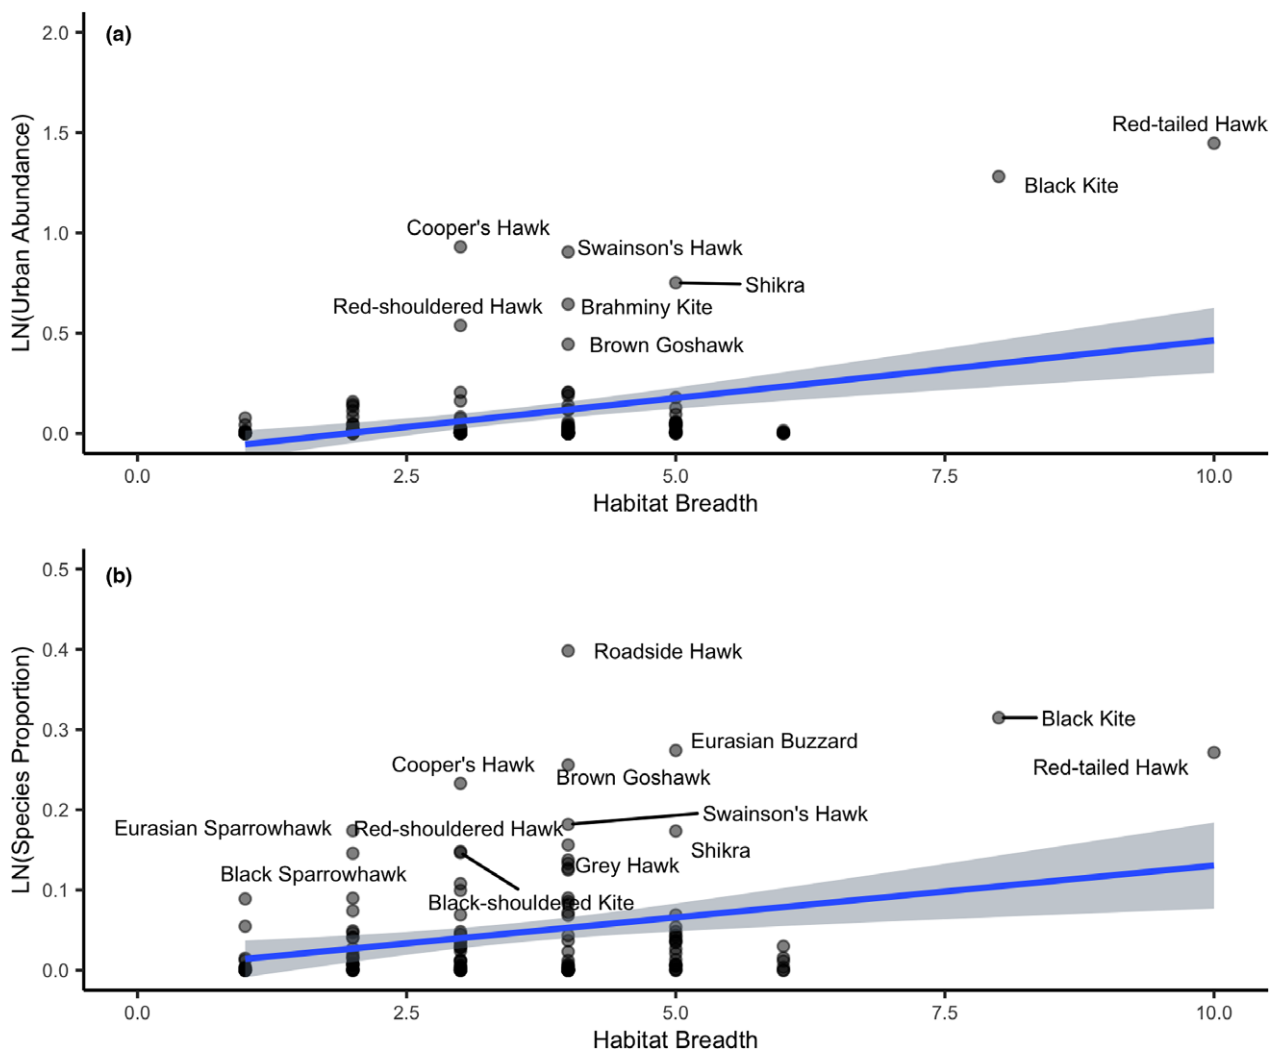 (a)
2.0
1.5
1.0
0.5
0.0
LN(Urban Abundance)
Red-tailed Hawk
Black Kite
Cooper's Hawk
Swainson's Hawk
Shikra
Red-shouldered Hawk
Brahminy Kite
Brown Goshawk
0.0 2.5 5.0 7.5 10.0
Habitat Breadth
(b)
0.5
0.4
0.3
0.2
0.1
0.0
LN(Species Proportion)
Roadside Hawk
Black Kite
Eurasian Buzzard
Cooper's Hawk
Red-tailed Hawk
Brown Goshawk
Swainson's Hawk
Eurasian Sparrowhawk
Red-shouldered Hawk
Shikra
Grey Hawk
Black Sparrowhawk
Black-shouldered Kite
0.0 2.5 5.0 7.5 10.0
Habitat Breadth